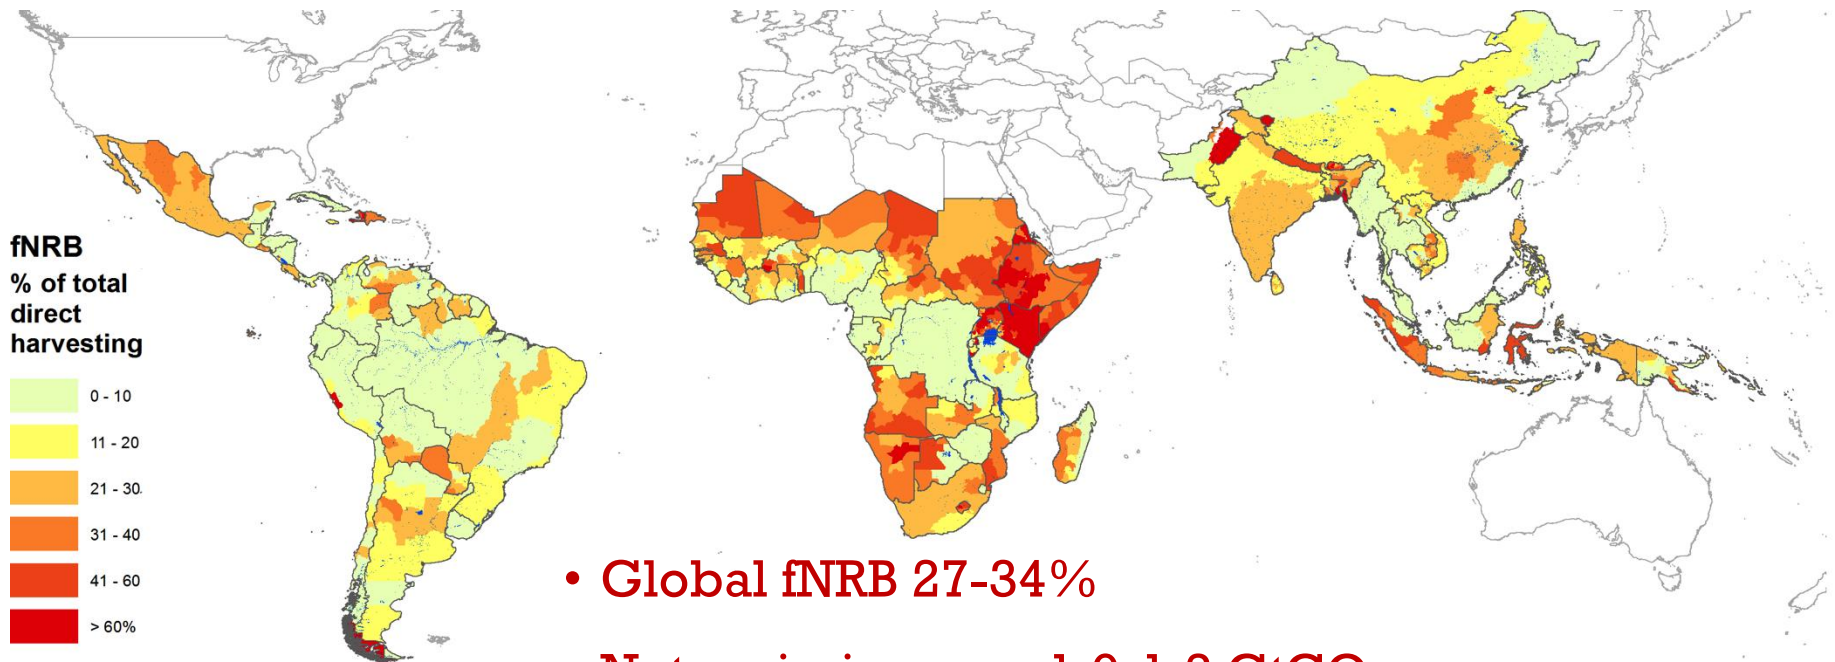 fNRB
% of total
direct
harvesting
0 - 10
11 - 20
21 - 30
31 - 40
41 - 60
> 60%
• Global fNRB 27-34%